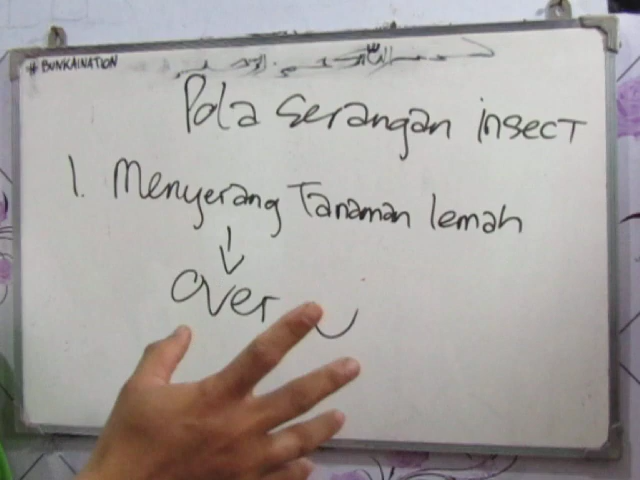 #BUNKAINATION
Pola Serangan insect
1. Menyerang Tanaman lemah
over